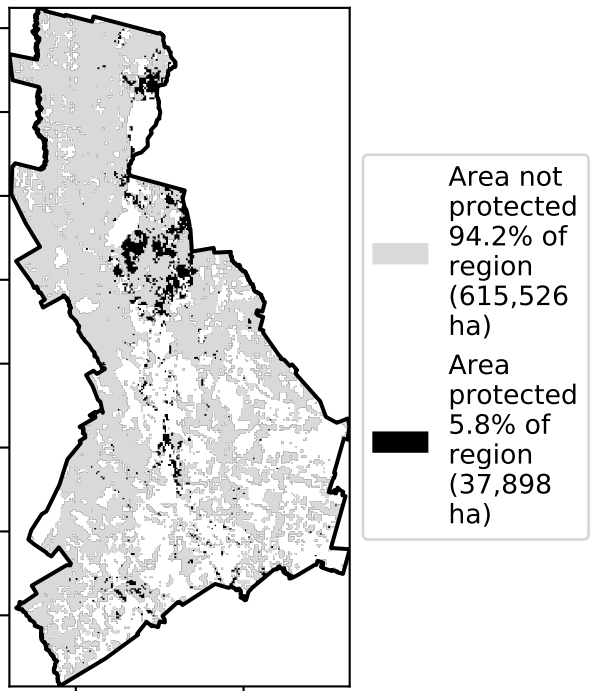 Area not
protected
94.2% of
region
(615,526
ha)
Area
protected
5.8% of
region
(37,898
ha)